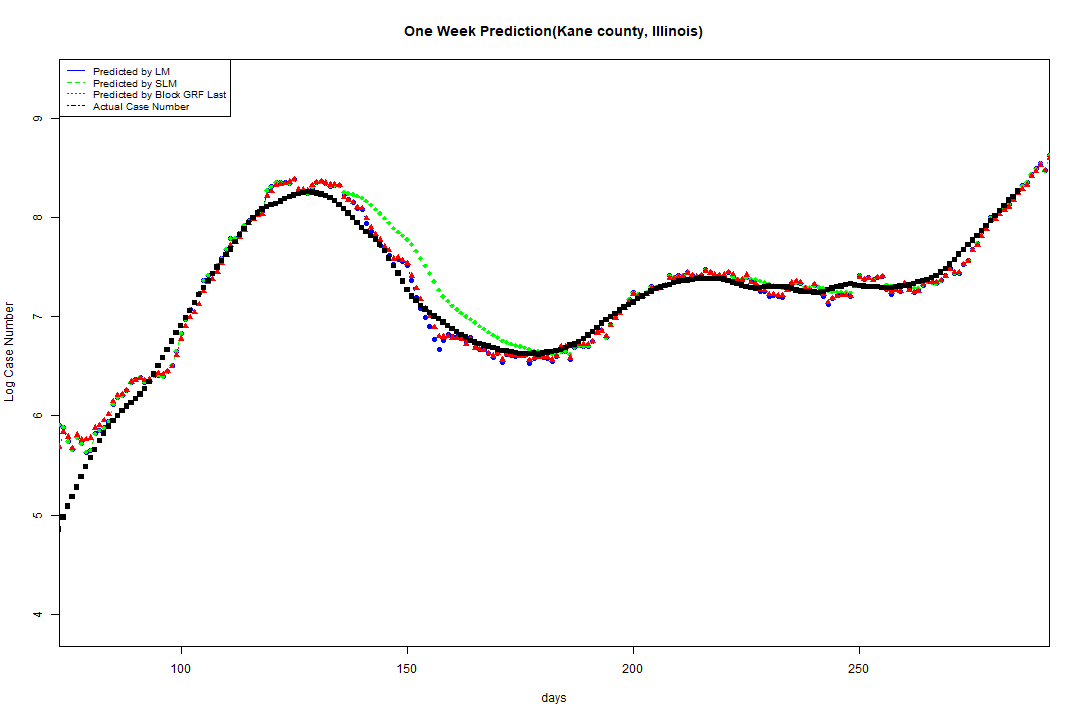 One Week Prediction(Kane county, Illinois)
Predicted by LM
Predicted by SLM
Predicted by Block GRF Last
Actual Case Number
9
8
7
6
5
4
Log Case Number
100
150
200
250
days